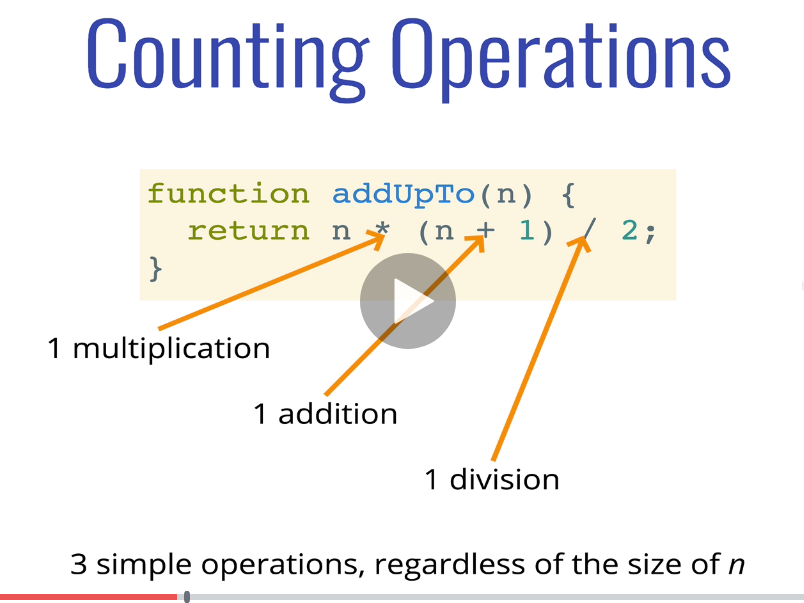 Counting Operations
function addUpTo(n) {
  return n * (n + 1) / 2;
}
1 multiplication
1 addition
1 division
3 simple operations, regardless of the size of n